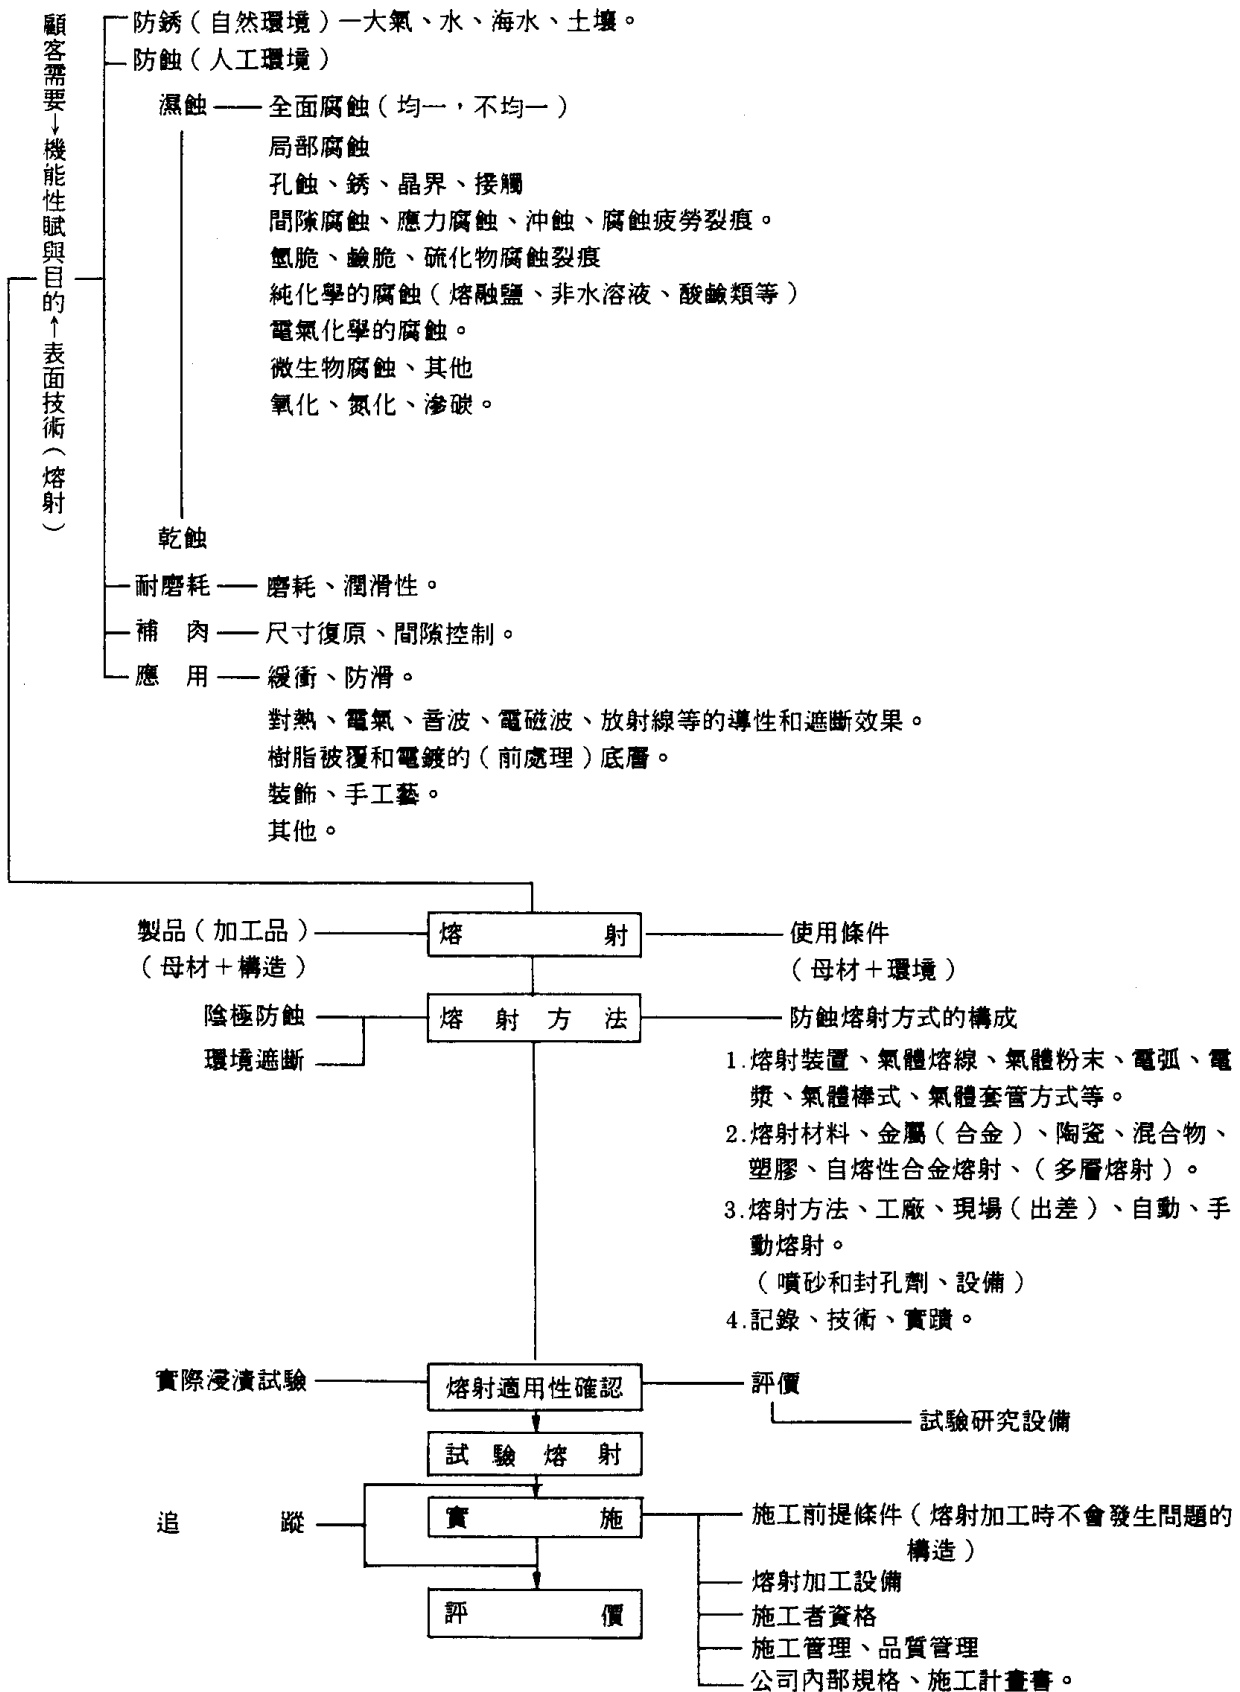 顧客需要→機能性賦與目的←表面技術(熔射)
防銹(自然環境)—大氣、水、海水、土壤。
防蝕(人工環境)
濕蝕——全面腐蝕(均一,不均一)
局部腐蝕
孔蝕、銹、晶界、接觸
間隙腐蝕、應力腐蝕、沖蝕、腐蝕疲勞裂痕。
氫脆、鹼脆、硫化物腐蝕裂痕
純化學的腐蝕(熔融鹽、非水溶液、酸鹼類等)
電氣化學的腐蝕。
微生物腐蝕、其他
氧化、氮化、滲碳。
乾蝕
耐磨耗——磨耗、潤滑性。
補 肉——尺寸復原、間隙控制。
應 用——緩衝、防滑。
對熱、電氣、音波、電磁波、放射線等的導性和遮斷效果。
樹脂被覆和電鍍的(前處理)底層。
裝飾、手工藝。
其他。
製品(加工品) 熔 射 使用條件
(母材+構造) (母材+環境)
陰極防蝕 熔 射 方 法 防蝕熔射方式的構成
環境遮斷
1.熔射裝置、氣體熔線、氣體粉末、電弧、電
漿、氣體棒式、氣體套管方式等。
2.熔射材料、金屬(合金)、陶瓷、混合物、
塑膠、自熔性合金熔射、(多層熔射)。
3.熔射方法、工廠、現場(出差)、自動、手
動熔射。
(噴砂和封孔劑、設備)
4.記錄、技術、實蹟。
實際浸漬試驗 熔射適用性確認 評價
試驗研究設備
試 驗 熔 射
追 蹤 實 施 施工前提條件(熔射加工時不會發生問題的
構造)
熔射加工設備
評 價 施工者資格
施工管理、品質管理
公司內部規格、施工計畫書。